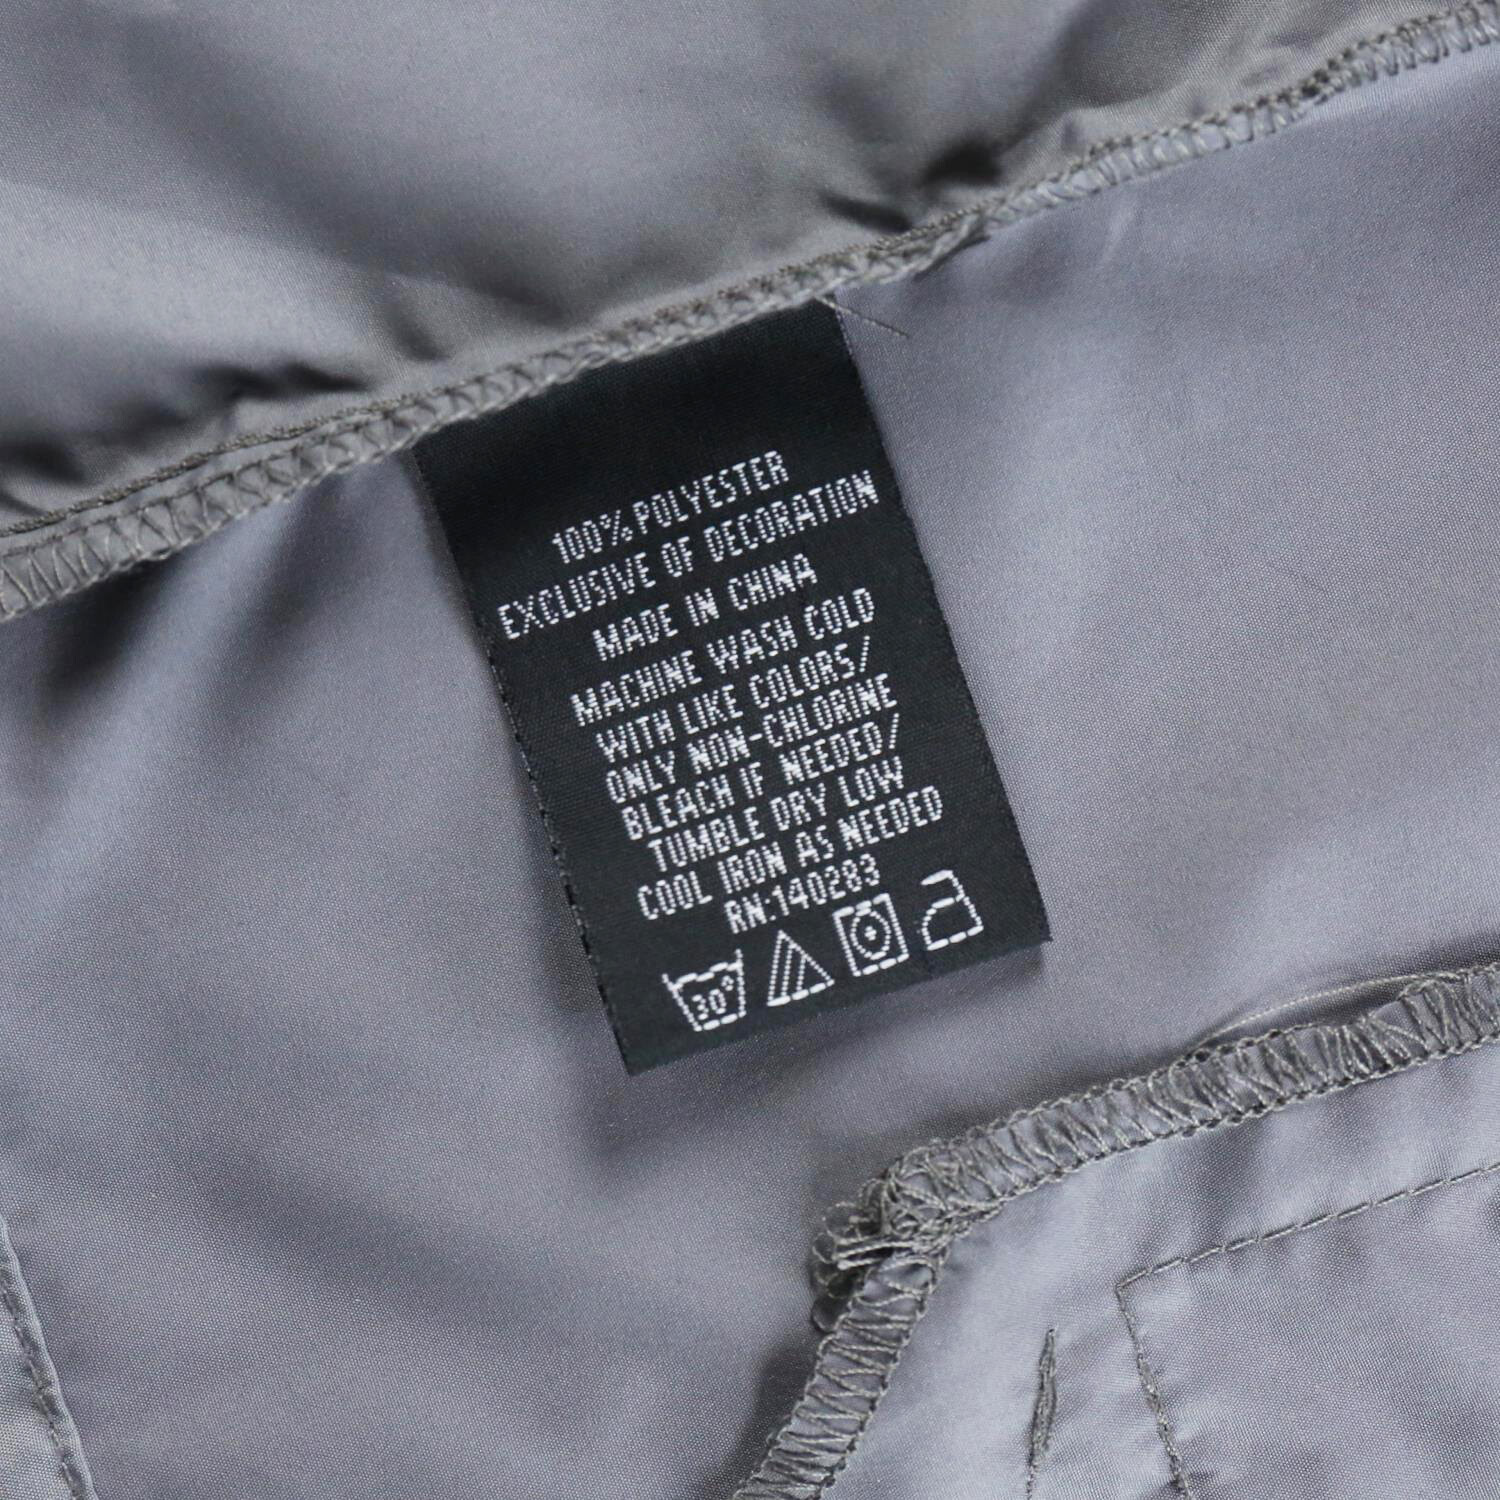 100% POLYESTER
EXCLUSIVE OF DECORATION
MADE IN CHINA
MACHINE WASH COLD
WITH LIKE COLORS/
ONLY NON-CHLORINE
BLEACH IF NEEDED/
TUMBLE DRY LOW
COOL IRON AS NEEDED
RN:140283
30°